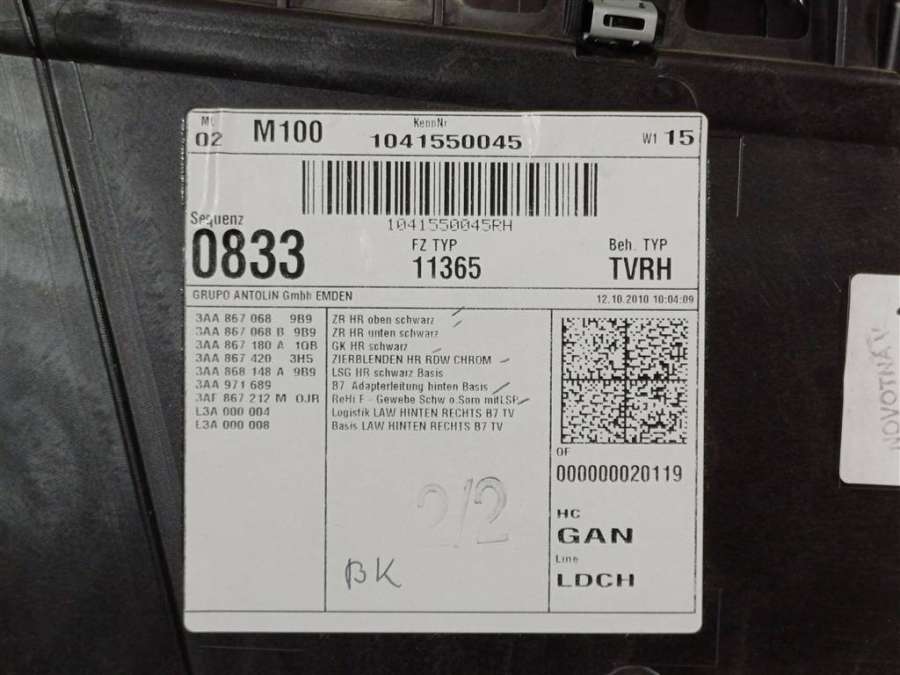 M100
KennNr
02
1041550045
W1 15
1041550045RH
Sequenz
0833
FZ TYP
11365
Beh. TYP
TVRH
GRUPO ANTOLIN Gmbh EMDEN
12.10.2010 10:04:09
3AA 867 068 9B9 ZR HR oben schwarz
3AA 867 068 B 9B9 ZR HR unten schwarz
3AA 867 180 A 1QB GK HR schwarz
3AA 867 420 3H5 ZIERBLENDEN HR RDW CHROM
3AA 868 148 A 9B9 LSG HR schwarz Basis
3AA 971 689 B7 Adapterleitung hinten Basis
3AF 867 212 M OJR ReHi F - Gewebe Schw o.Sorn mitLSP
L3A 000 004 Logistik LAW HINTEN RECHTS B7 TV
L3A 000 008 Basis LAW HINTEN RECHTS B7 TV
OF
000000020119
HC
GAN
Line
LDCH
212
BK
NOVOTNÁ